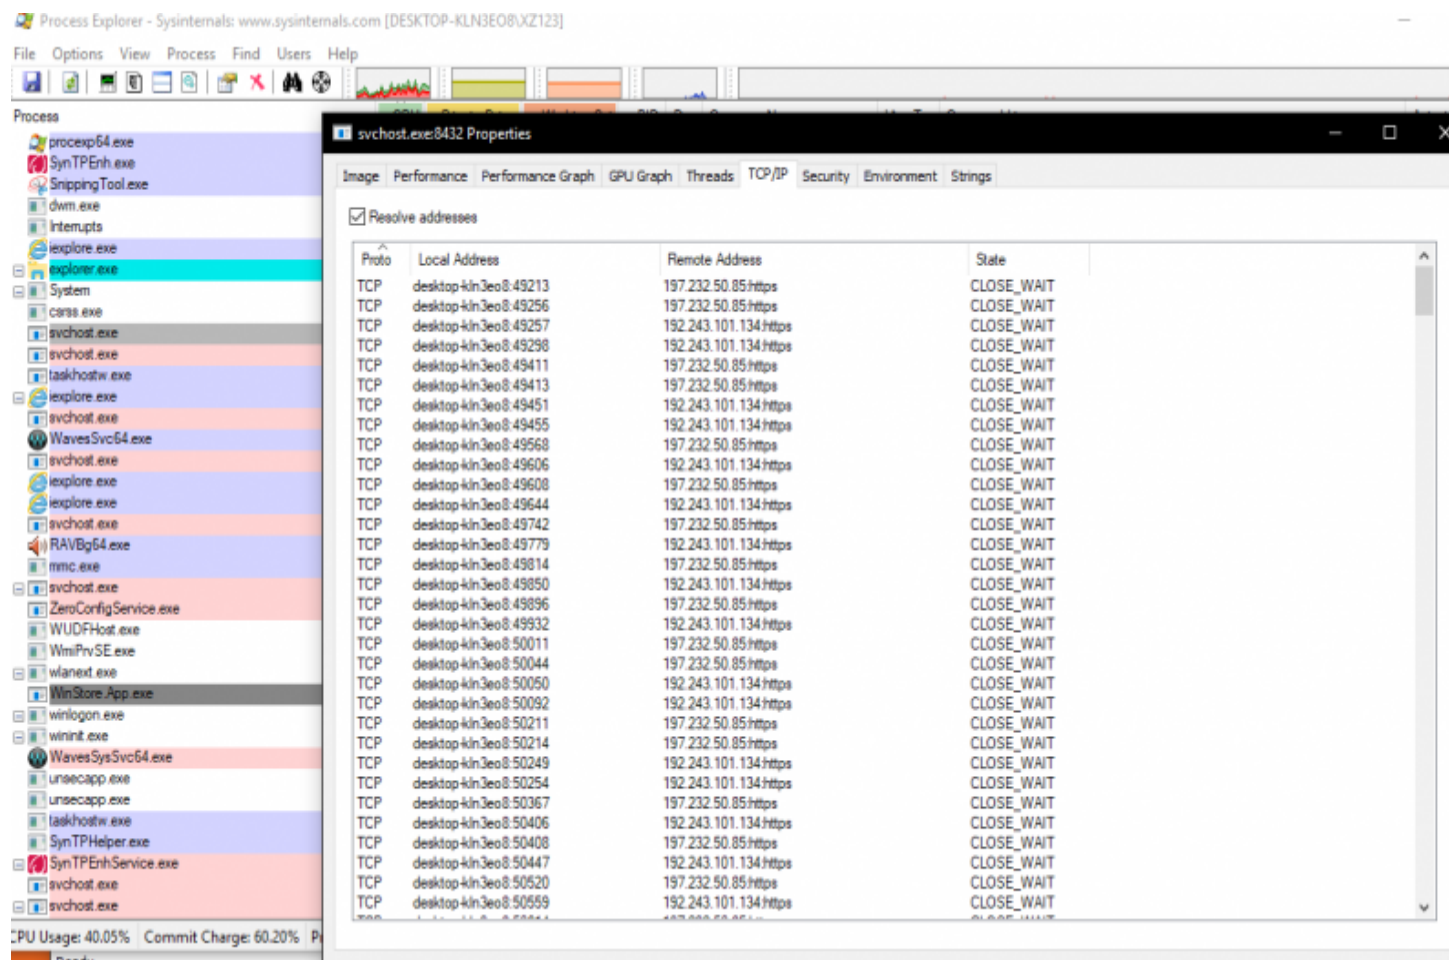 Process Explorer - Sysinternals: www.sysinternals.com [DESKTOP-KLN3EO8\XZ123]
File Options View Process Find Users Help
Process
procexp64.exe
SynTPEnh.exe
SnippingTool.exe
dwm.exe
Interrupts
iexplore.exe
explorer.exe
System
csrss.exe
svchost.exe
svchost.exe
taskhostw.exe
iexplore.exe
svchost.exe
WavesSvc64.exe
svchost.exe
iexplore.exe
iexplore.exe
svchost.exe
RAVBg64.exe
mmc.exe
svchost.exe
ZeroConfigService.exe
WUDFHost.exe
WmiPrvSE.exe
wlanext.exe
WinStore.App.exe
winlogon.exe
wininit.exe
WavesSysSvc64.exe
unsecapp.exe
unsecapp.exe
taskhostw.exe
SynTPHelper.exe
SynTPEnhService.exe
svchost.exe
svchost.exe
CPU Usage: 40.05% Commit Charge: 60.20%
svchost.exe:8432 Properties
Image Performance Performance Graph GPU Graph Threads TCP/IP Security Environment Strings
Resolve addresses
Proto Local Address Remote Address State
TCP desktop-kln3eo8:49213 197.232.50.85:https CLOSE_WAIT
TCP desktop-kln3eo8:49256 197.232.50.85:https CLOSE_WAIT
TCP desktop-kln3eo8:49257 192.243.101.134:https CLOSE_WAIT
TCP desktop-kln3eo8:49298 192.243.101.134:https CLOSE_WAIT
TCP desktop-kln3eo8:49411 197.232.50.85:https CLOSE_WAIT
TCP desktop-kln3eo8:49413 197.232.50.85:https CLOSE_WAIT
TCP desktop-kln3eo8:49451 192.243.101.134:https CLOSE_WAIT
TCP desktop-kln3eo8:49455 192.243.101.134:https CLOSE_WAIT
TCP desktop-kln3eo8:49568 197.232.50.85:https CLOSE_WAIT
TCP desktop-kln3eo8:49606 192.243.101.134:https CLOSE_WAIT
TCP desktop-kln3eo8:49608 197.232.50.85:https CLOSE_WAIT
TCP desktop-kln3eo8:49644 192.243.101.134:https CLOSE_WAIT
TCP desktop-kln3eo8:49742 197.232.50.85:https CLOSE_WAIT
TCP desktop-kln3eo8:49779 192.243.101.134:https CLOSE_WAIT
TCP desktop-kln3eo8:49814 197.232.50.85:https CLOSE_WAIT
TCP desktop-kln3eo8:49850 192.243.101.134:https CLOSE_WAIT
TCP desktop-kln3eo8:49896 197.232.50.85:https CLOSE_WAIT
TCP desktop-kln3eo8:49932 192.243.101.134:https CLOSE_WAIT
TCP desktop-kln3eo8:50011 197.232.50.85:https CLOSE_WAIT
TCP desktop-kln3eo8:50044 197.232.50.85:https CLOSE_WAIT
TCP desktop-kln3eo8:50050 192.243.101.134:https CLOSE_WAIT
TCP desktop-kln3eo8:50092 192.243.101.134:https CLOSE_WAIT
TCP desktop-kln3eo8:50211 197.232.50.85:https CLOSE_WAIT
TCP desktop-kln3eo8:50214 197.232.50.85:https CLOSE_WAIT
TCP desktop-kln3eo8:50249 192.243.101.134:https CLOSE_WAIT
TCP desktop-kln3eo8:50254 192.243.101.134:https CLOSE_WAIT
TCP desktop-kln3eo8:50367 197.232.50.85:https CLOSE_WAIT
TCP desktop-kln3eo8:50406 192.243.101.134:https CLOSE_WAIT
TCP desktop-kln3eo8:50408 197.232.50.85:https CLOSE_WAIT
TCP desktop-kln3eo8:50447 192.243.101.134:https CLOSE_WAIT
TCP desktop-kln3eo8:50520 197.232.50.85:https CLOSE_WAIT
TCP desktop-kln3eo8:50559 192.243.101.134:https CLOSE_WAIT